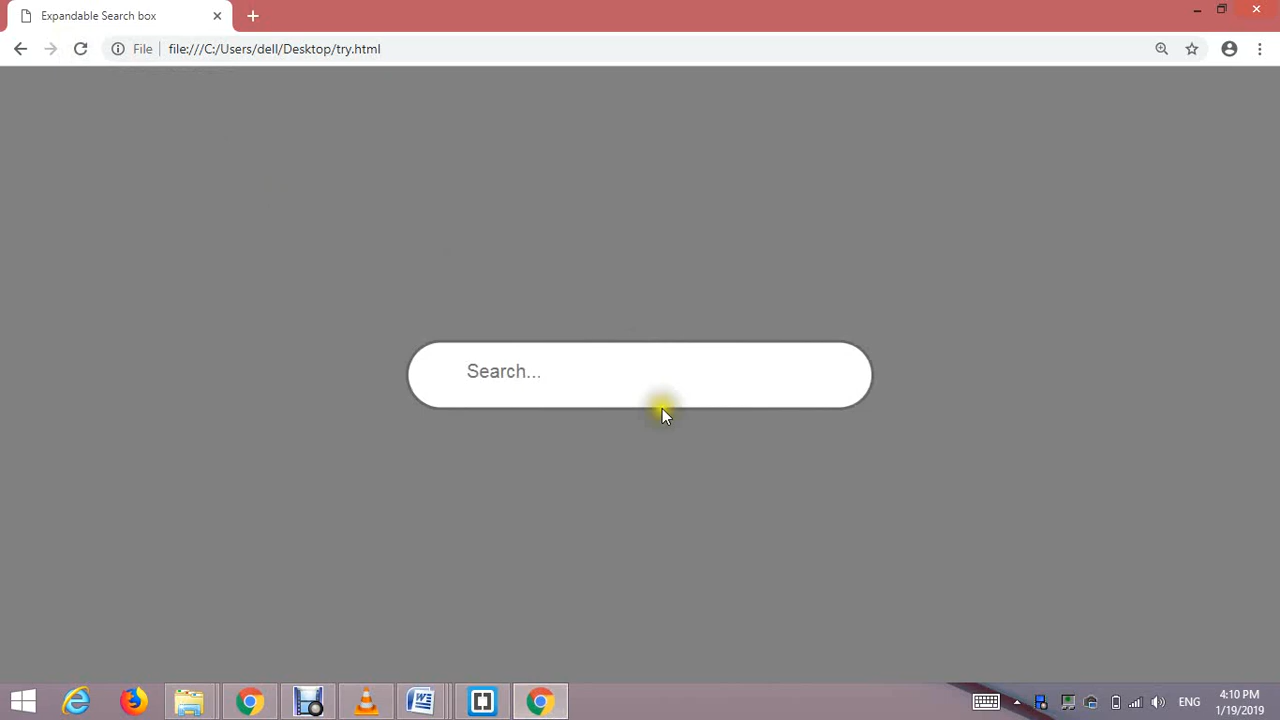 Expandable Search box
File
file:///C:/Users/dell/Desktop/try.html
Search...
ENG
4:10 PM
1/19/2019